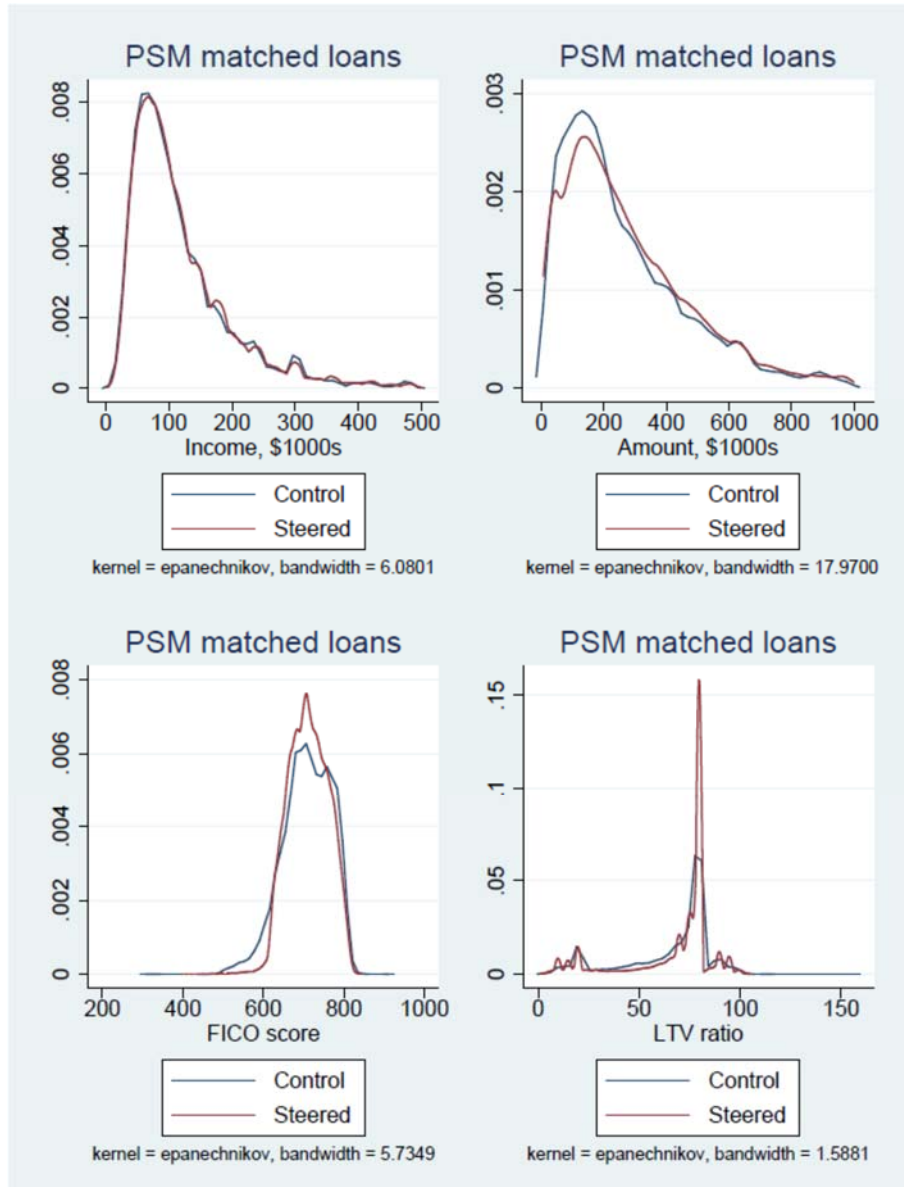 PSM matched loans
.008
.006
.004
.002
0
0 100 200 300 400 500
Income, $1000s
Control
Steered
kernel = epanechnikov, bandwidth = 6.0801
PSM matched loans
.003
.002
.001
0
0 200 400 600 800 1000
Amount, $1000s
Control
Steered
kernel = epanechnikov, bandwidth = 17.9700
PSM matched loans
.008
.006
.004
.002
0
200 400 600 800 1000
FICO score
Control
Steered
kernel = epanechnikov, bandwidth = 5.7349
PSM matched loans
.15
.1
.05
0
0 50 100 150
LTV ratio
Control
Steered
kernel = epanechnikov, bandwidth = 1.5881